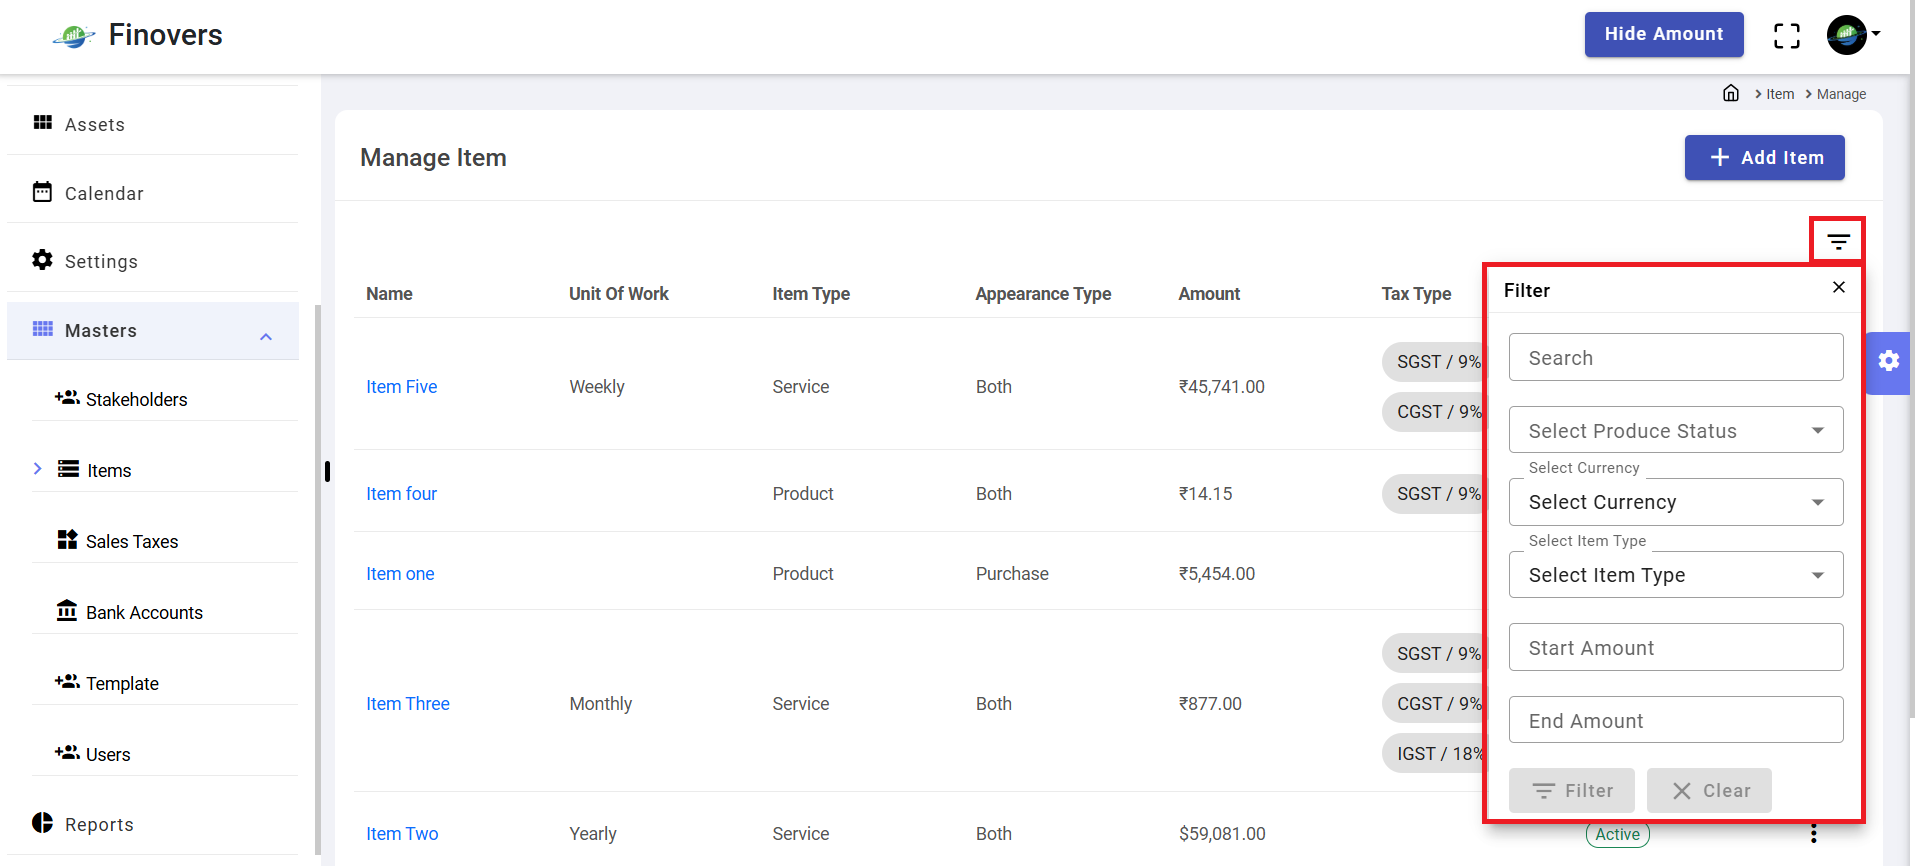 Finovers
Hide Amount
Item Manage
Assets
Calendar
Settings
Masters
Stakeholders
Items
Sales Taxes
Bank Accounts
Template
Users
Reports
Manage Item
Add Item
Name Unit Of Work Item Type Appearance Type Amount Tax Type
Item Five Weekly Service Both ₹45,741.00 SGST / 9%
CGST / 9%
Item four Product Both ₹14.15 SGST / 9%
Item one Product Purchase ₹5,454.00
Item Three Monthly Service Both ₹877.00 SGST / 9%
CGST / 9%
IGST / 18%
Item Two Yearly Service Both $59,081.00 Active
Filter
Search
Select Produce Status
Select Currency
Select Currency
Select Item Type
Select Item Type
Start Amount
End Amount
Filter Clear